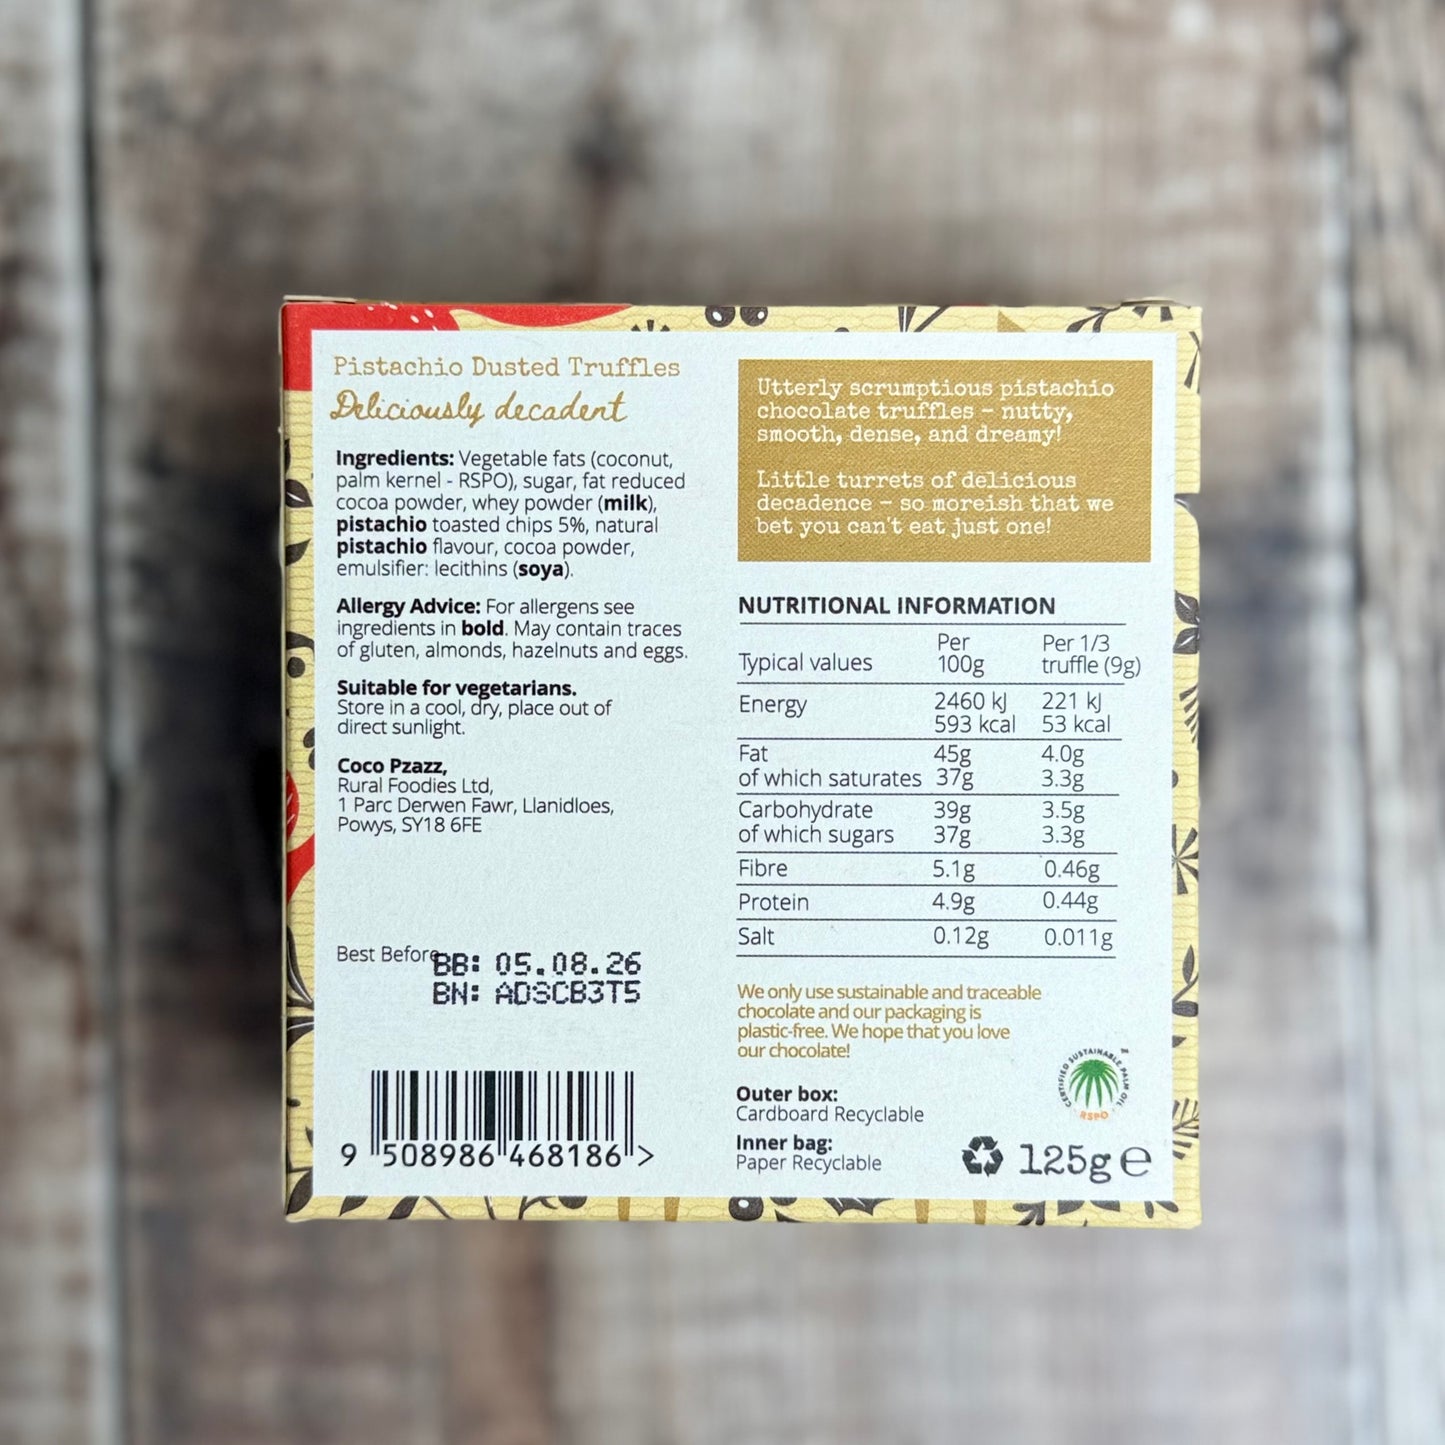 Pistachio Dusted Truffles
Deliciously decadent
Ingredients: Vegetable fats (coconut,
palm kernel - RSPO), sugar, fat reduced
cocoa powder, whey powder (milk),
pistachio toasted chips 5%, natural
pistachio flavour, cocoa powder,
emulsifier: lecithins (soya).
Allergy Advice: For allergens see
ingredients in bold. May contain traces
of gluten, almonds, hazelnuts and eggs.
Suitable for vegetarians.
Store in a cool, dry, place out of
direct sunlight.
Coco Pzazz,
Rural Foodies Ltd,
1 Parc Derwen Fawr, Llanidloes,
Powys, SY18 6FE
Best Before
BB: 05.08.26
BN: ADSCB3T5
9 508986 468186 >
Utterly scrumptious pistachio
chocolate truffles - nutty,
smooth, dense, and dreamy!
Little turrets of delicious
decadence - so moreish that we
bet you can't eat just one!
NUTRITIONAL INFORMATION
Typical values Per 100g Per 1/3 truffle (9g)
Energy 2460 kJ 221 kJ
593 kcal 53 kcal
Fat 45g 4.0g
of which saturates 37g 3.3g
Carbohydrate 39g 3.5g
of which sugars 37g 3.3g
Fibre 5.1g 0.46g
Protein 4.9g 0.44g
Salt 0.12g 0.011g
We only use sustainable and traceable
chocolate and our packaging is
plastic-free. We hope that you love
our chocolate!
CERTIFIED SUSTAINABLE PALM OIL ™
RSPO
Outer box:
Cardboard Recyclable
Inner bag:
Paper Recyclable
125g e